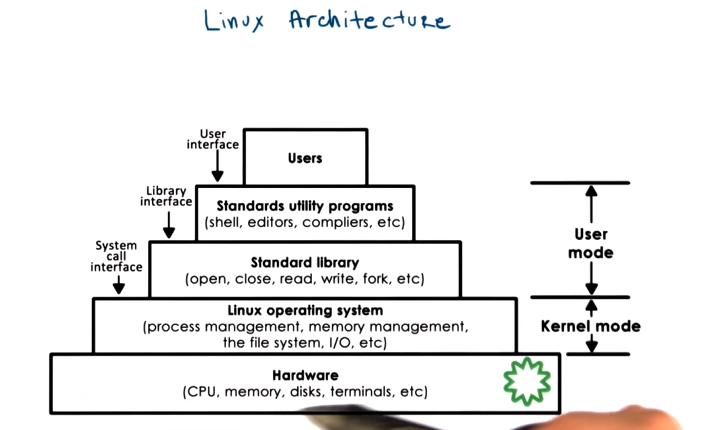 Linux Architecture
User
interface
Users
Library
interface
Standards utility programs
(shell, editors, compliers, etc)
System
call
interface
Standard library
(open, close, read, write, fork, etc)
User
mode
Linux operating system
(process management, memory management,
the file system, I/O, etc)
Kernel mode
Hardware
(CPU, memory, disks, terminals, etc)